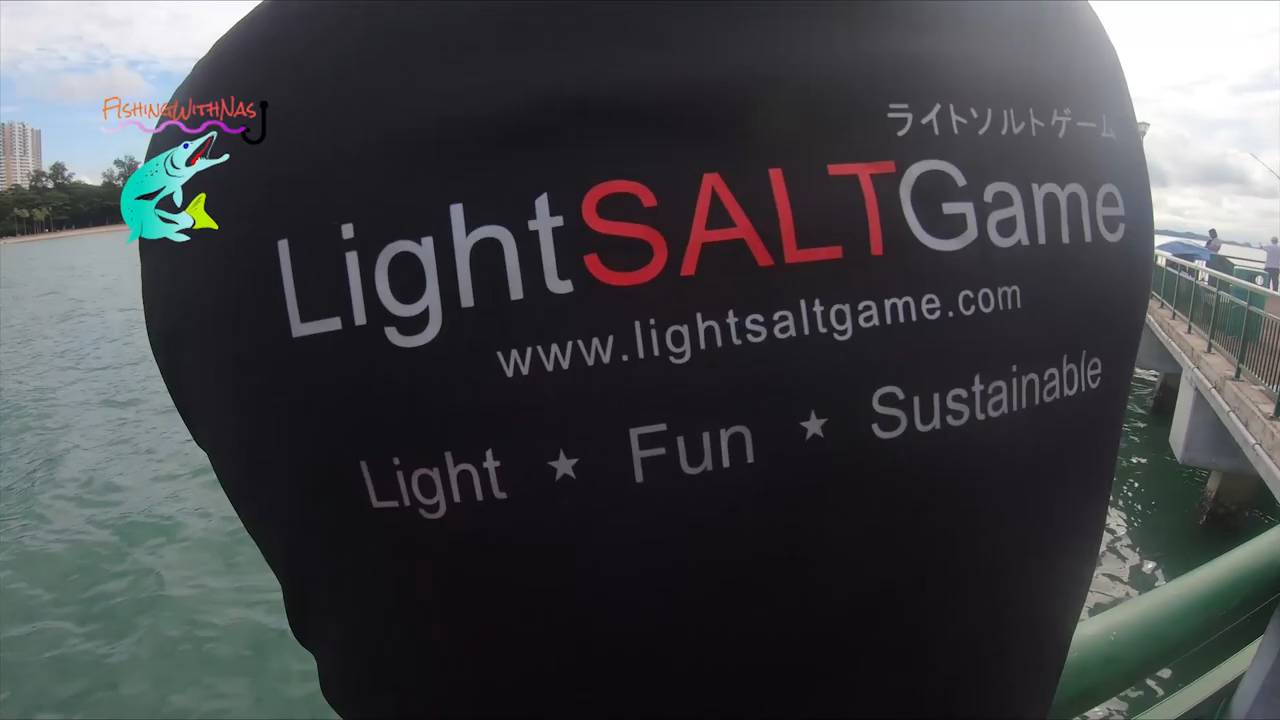 FISHINGWITHNAS
ライトソルトゲーム
LightSALTGame
www.lightsaltgame.com
Light ★ Fun ★ Sustainable